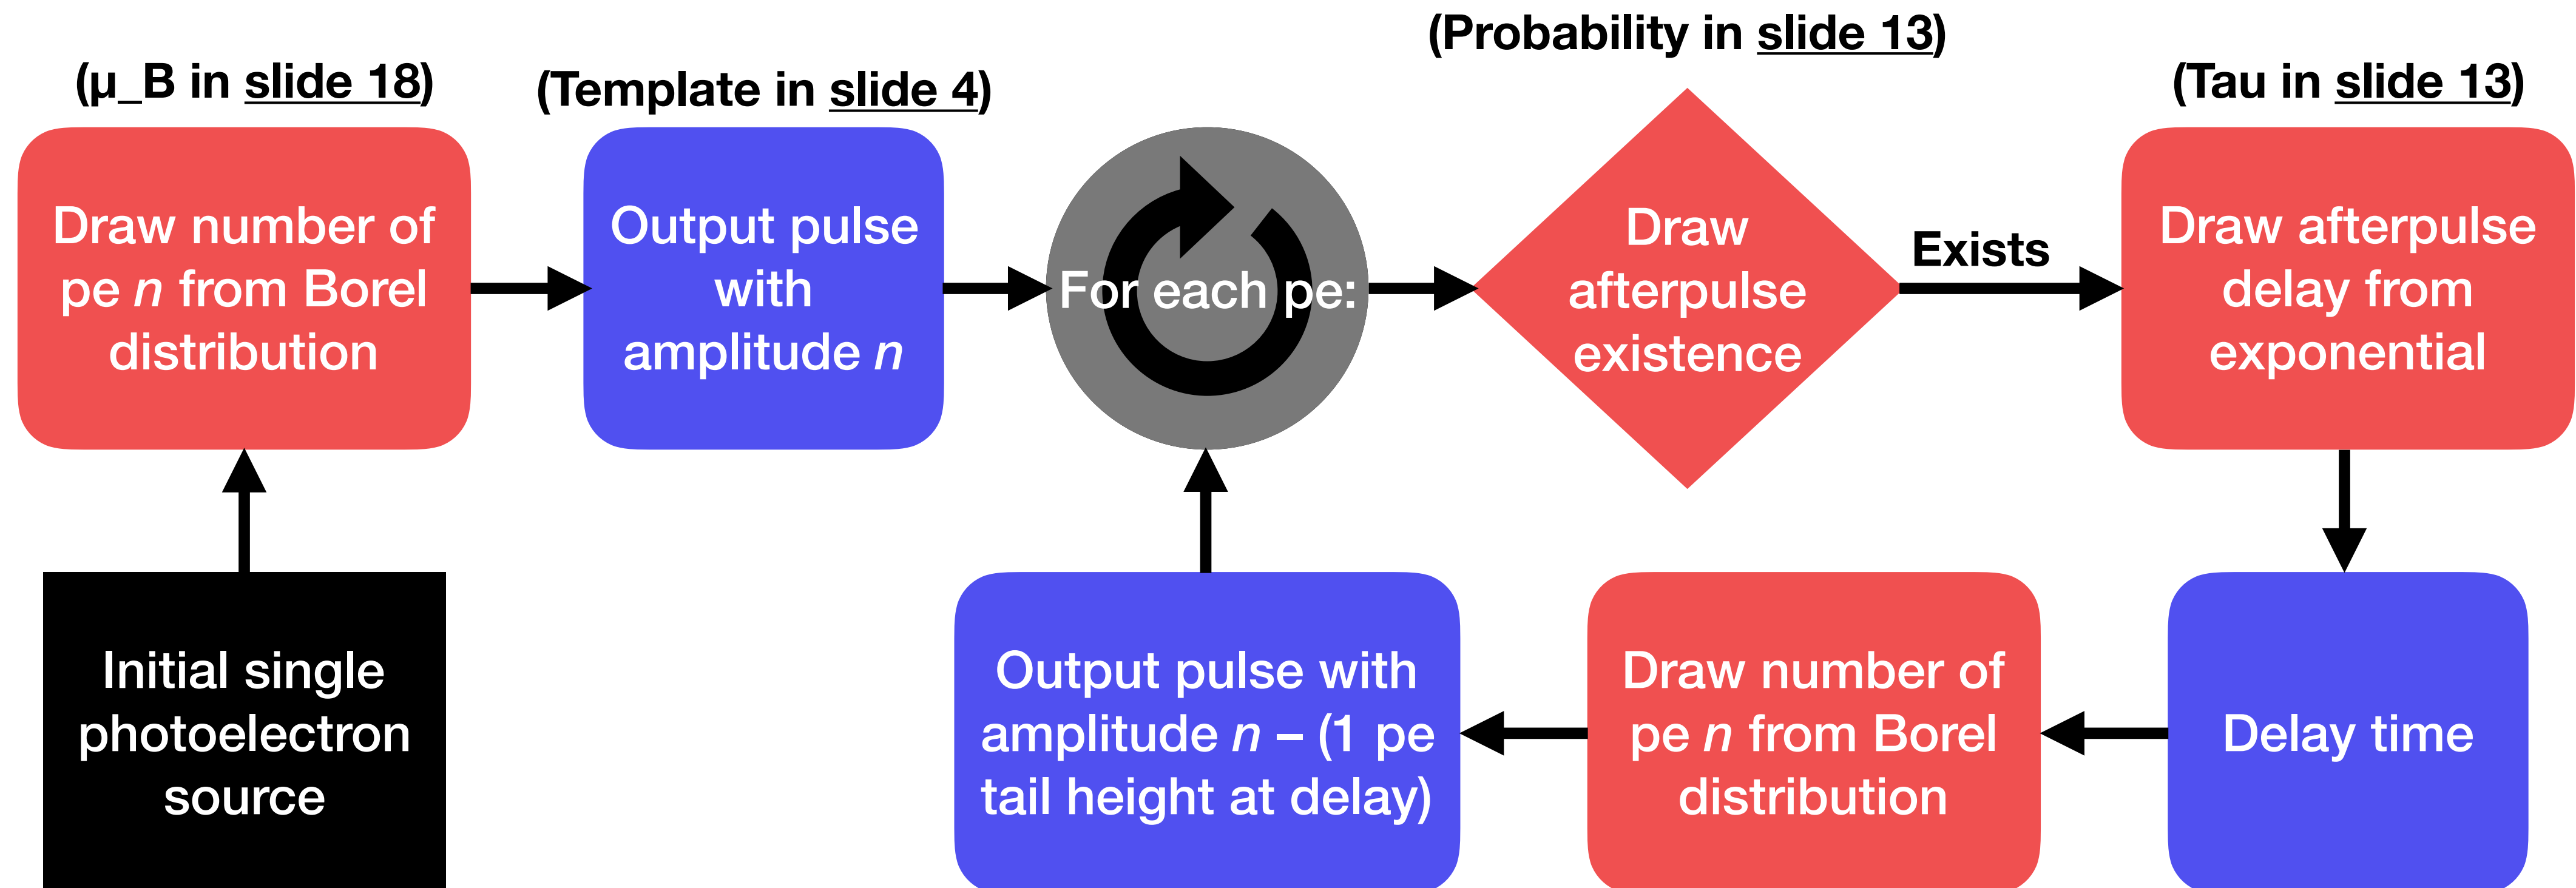 (μ_B in slide 18)
(Template in slide 4)
(Probability in slide 13)
(Tau in slide 13)
Draw number of
pe n from Borel
distribution
Output pulse
with
amplitude n
For each pe:
Draw
afterpulse
existence
Exists
Draw afterpulse
delay from
exponential
Initial single
photoelectron
source
Output pulse with
amplitude n – (1 pe
tail height at delay)
Draw number of
pe n from Borel
distribution
Delay time